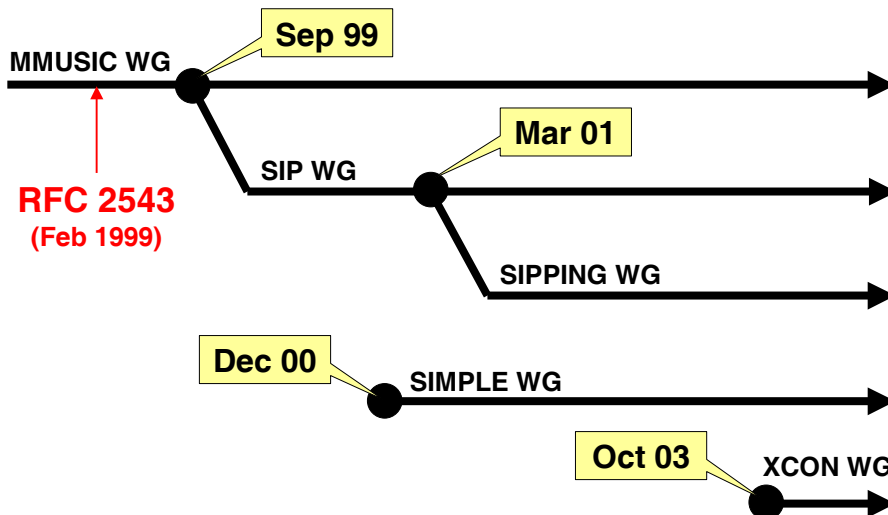 Sep 99
MMUSIC WG
Mar 01
SIP WG
RFC 2543
(Feb 1999)
SIPPING WG
Dec 00
SIMPLE WG
Oct 03
XCON WG